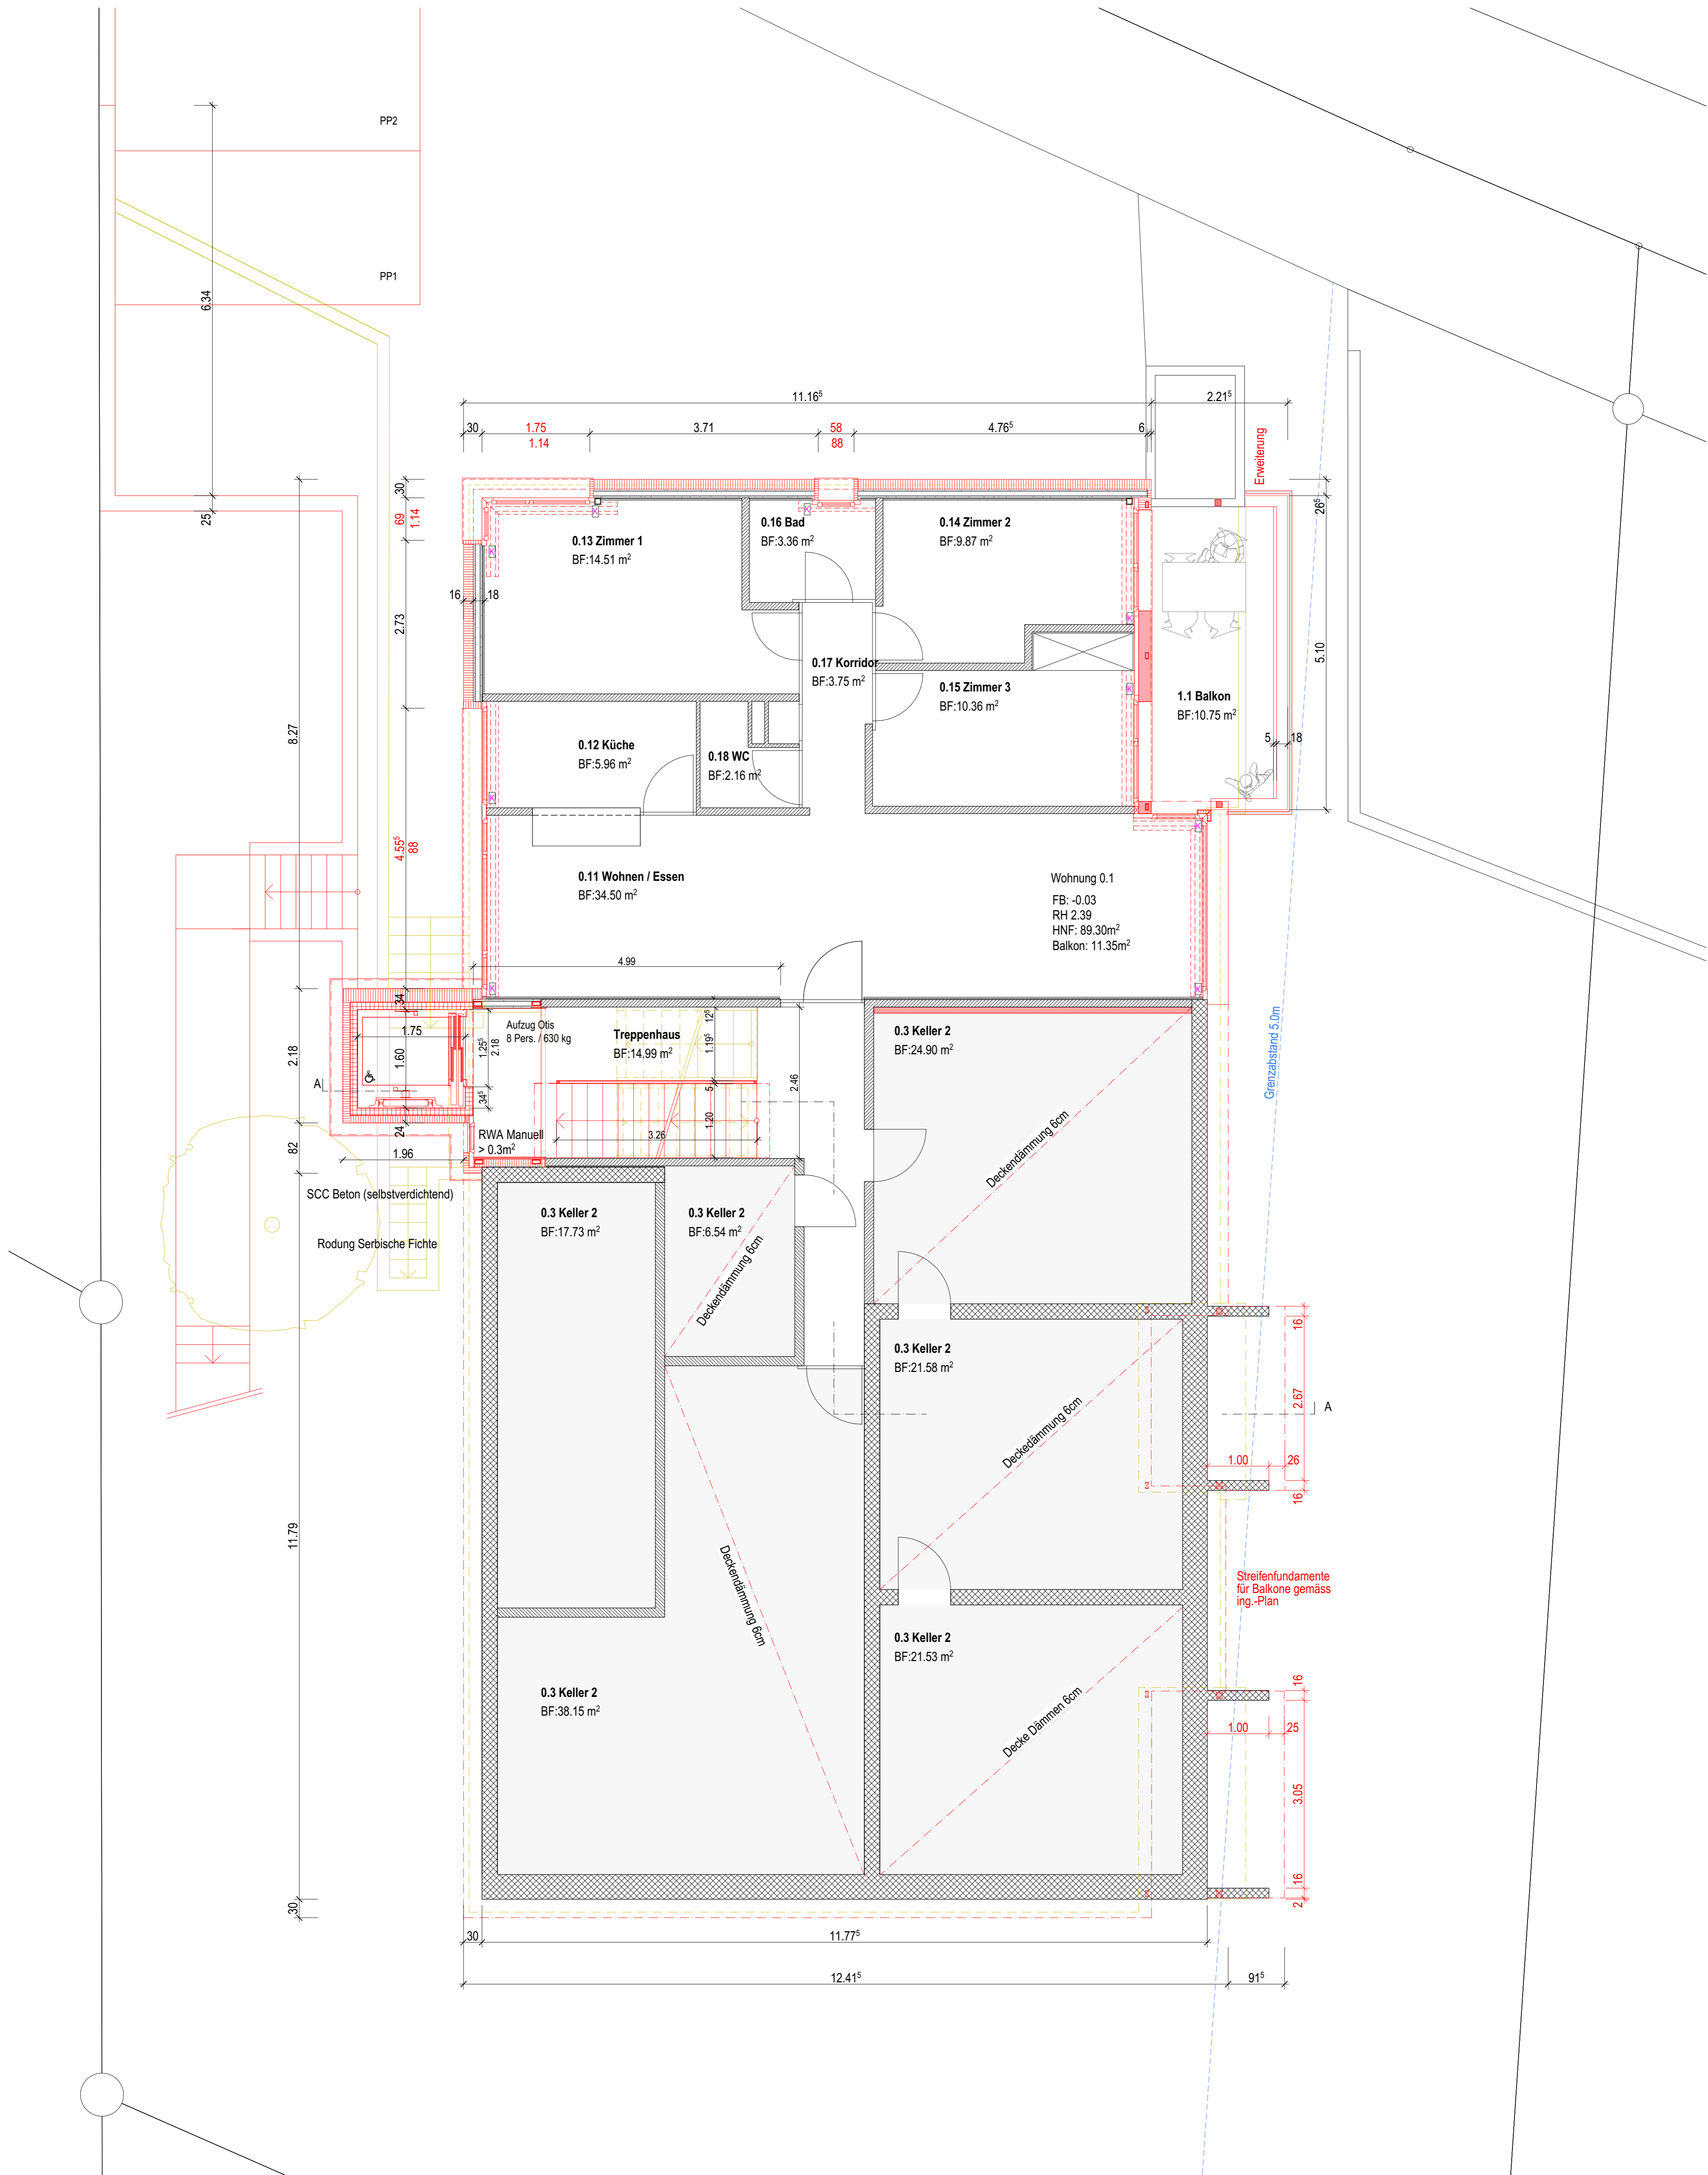 PP2
PP1
6.34
25
11.16⁵
2.21⁵
30
1.75
1.14
3.71
58
88
4.76⁵
6
Erweiterung
30
69
1.14
26⁵
0.13 Zimmer 1
BF:14.51 m²
0.16 Bad
BF:3.36 m²
0.14 Zimmer 2
BF:9.87 m²
K
K
K
K
16
18
2.73
5.10
0.17 Korridor
BF:3.75 m²
0.15 Zimmer 3
BF:10.36 m²
K
1.1 Balkon
BF:10.75 m²
8.27
0.12 Küche
BF:5.96 m²
0.18 WC
BF:2.16 m²
5
18
K
K
4.55⁵
88
0.11 Wohnen / Essen
BF:34.50 m²
Wohnung 0.1
FB: -0.03
RH 2.39
HNF: 89.30m²
Balkon: 11.35m²
4.99
K
K
34
1.75
1.60
2.18
A
24
82
1.96
1.25⁵
2.18
34⁵
Aufzug Otis
8 Pers. / 630 kg
Treppenhaus
BF:14.99 m²
12⁵
1.19⁵
5
1.20
2.46
3.26
RWA Manuell
> 0.3m²
0.3 Keller 2
BF:24.90 m²
Deckendämmung 6cm
Grenzabstand 5.0m
SCC Beton (selbstverdichtend)
Rodung Serbische Fichte
0.3 Keller 2
BF:17.73 m²
0.3 Keller 2
BF:6.54 m²
Deckendämmung 6cm
0.3 Keller 2
BF:21.58 m²
Deckedämmung 6cm
16
2.67
A
1.00
26
16
11.79
Deckendämmung 6cm
Streifenfundamente
für Balkone gemäss
ing.-Plan
0.3 Keller 2
BF:21.53 m²
Decke Dämmen 6cm
0.3 Keller 2
BF:38.15 m²
16
1.00
25
3.05
16
2
30
30
11.77⁵
12.41⁵
91⁵